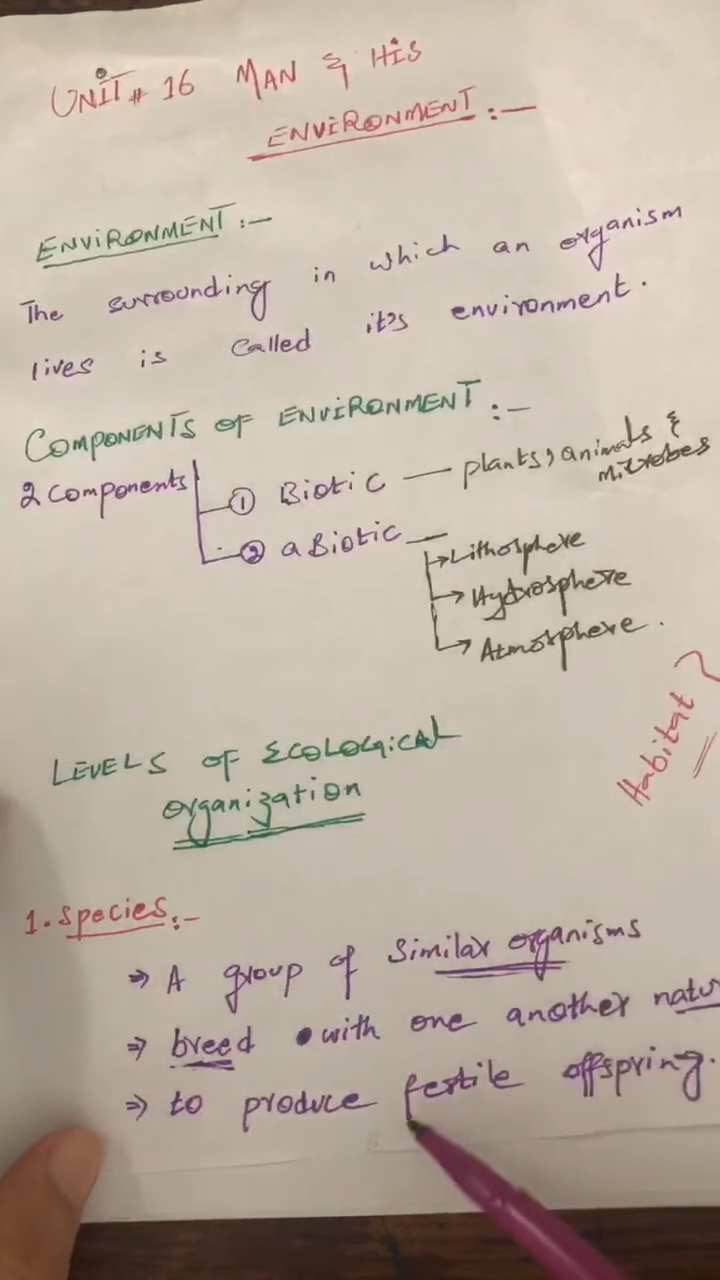 UNIT # 16 MAN & HIS
ENVIRONMENT :-
ENVIRONMENT :-
The surrounding in which an organism
lives is called it's environment.
COMPONENTS OF ENVIRONMENT :-
2 components
① Biotic — plants, animals &
microbes
② aBiotic —
→ Lithosphere
→ Hydrosphere
→ Atmosphere.
Habitat?
LEVELS OF ECOLOGICAL
organization
1. Species :-
⇒ A group of similar organisms
⇒ breed with one another natu
⇒ to produce fertile offspring.